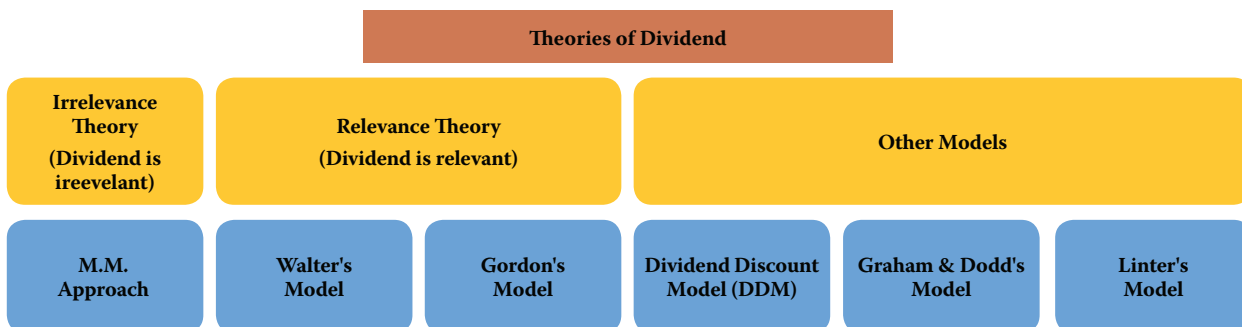 Theories of Dividend
Irrelevance
Theory
(Dividend is
ireevelant)
Relevance Theory
(Dividend is relevant)
Other Models
M.M.
Approach
Walter's
Model
Gordon's
Model
Dividend Discount
Model (DDM)
Graham & Dodd's
Model
Linter's
Model